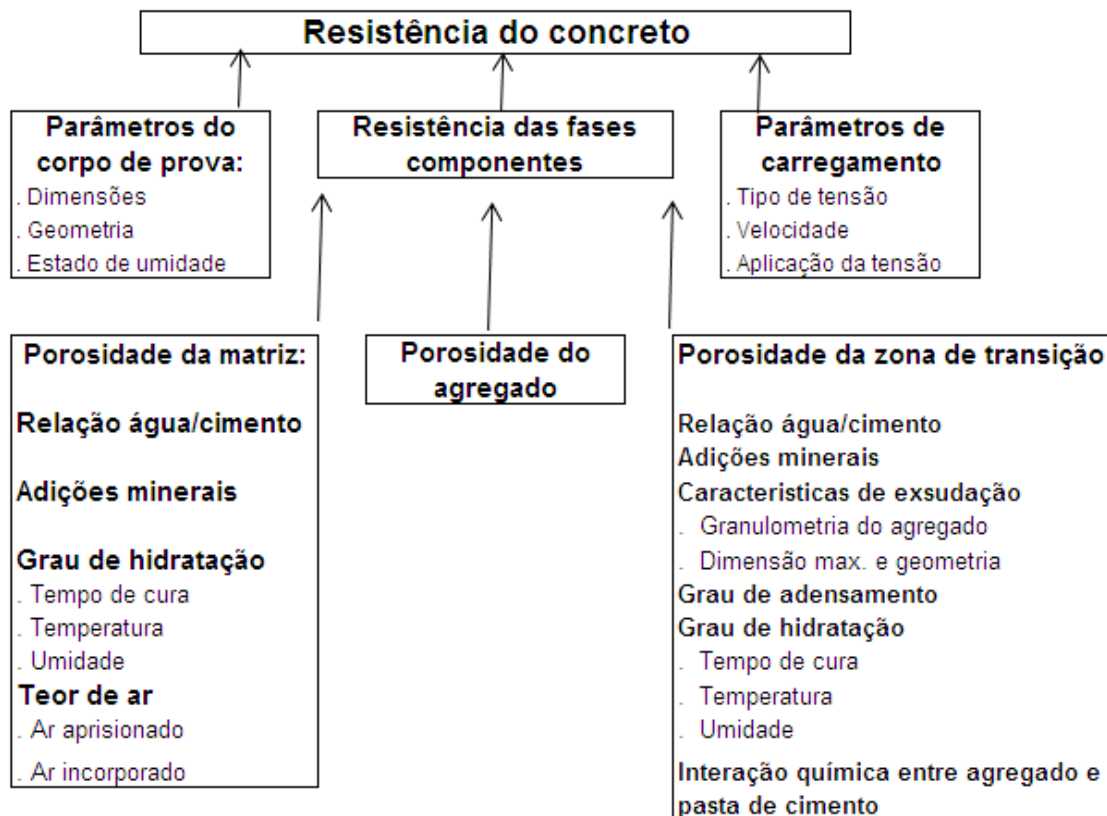 Resistência do concreto
Parâmetros do
corpo de prova:
. Dimensões
. Geometria
. Estado de umidade
Resistência das fases
componentes
Parâmetros de
carregamento
. Tipo de tensão
. Velocidade
. Aplicação da tensão
Porosidade da matriz:
Relação água/cimento
Adições minerais
Grau de hidratação
. Tempo de cura
. Temperatura
. Umidade
Teor de ar
. Ar aprisionado
. Ar incorporado
Porosidade do
agregado
Porosidade da zona de transição
Relação água/cimento
Adições minerais
Caracteristicas de exsudação
. Granulometria do agregado
. Dimensão max. e geometria
Grau de adensamento
Grau de hidratação
. Tempo de cura
. Temperatura
. Umidade
Interação química entre agregado e
pasta de cimento